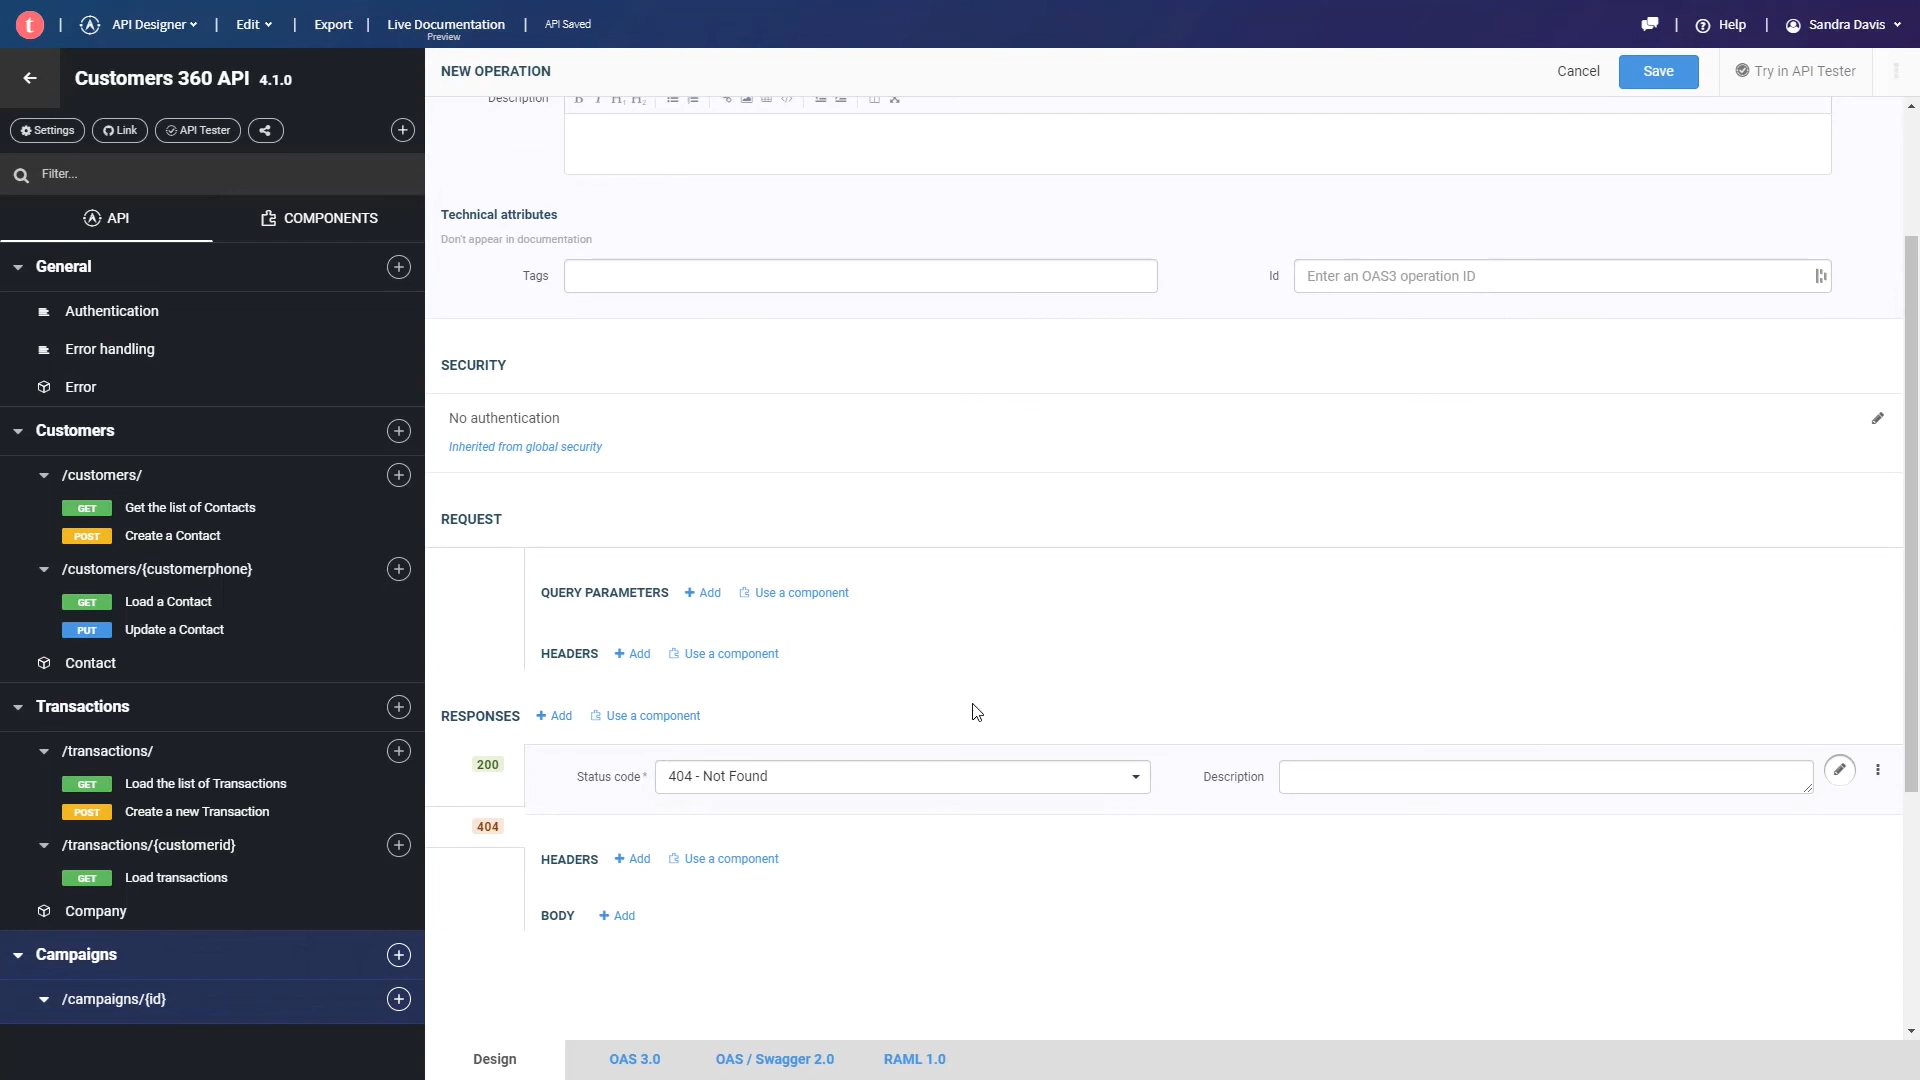 t | API Designer | Edit | Export | Live Documentation | API Saved
Preview
Help | Sandra Davis
Customers 360 API 4.1.0
NEW OPERATION
Cancel Save Try in API Tester
Settings Link API Tester
Filter...
API COMPONENTS
General
Authentication
Error handling
Error
Customers
/customers/
GET Get the list of Contacts
POST Create a Contact
/customers/{customerphone}
GET Load a Contact
PUT Update a Contact
Contact
Transactions
/transactions/
GET Load the list of Transactions
POST Create a new Transaction
/transactions/{customerid}
GET Load transactions
Company
Campaigns
/campaigns/{id}
Description B I H1 H2
Technical attributes
Don't appear in documentation
Tags
Id Enter an OAS3 operation ID
SECURITY
No authentication
Inherited from global security
REQUEST
QUERY PARAMETERS + Add Use a component
HEADERS + Add Use a component
RESPONSES + Add Use a component
200 Status code * 404 - Not Found Description
404
HEADERS + Add Use a component
BODY + Add
Design OAS 3.0 OAS / Swagger 2.0 RAML 1.0